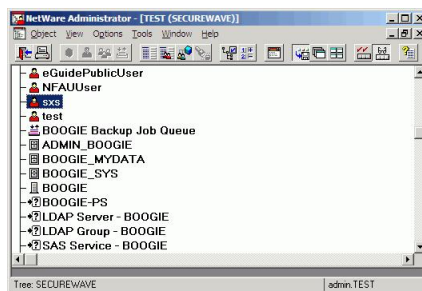 NetWare Administrator - [TEST (SECUREWAVE)]
Object View Options Tools Window Help
eGuidePublicUser
NFAUUser
sxs
test
BOOGIE Backup Job Queue
ADMIN_BOOGIE
BOOGIE_MYDATA
BOOGIE_SYS
BOOGIE
BOOGIE-PS
LDAP Server - BOOGIE
LDAP Group - BOOGIE
SAS Service - BOOGIE
Tree: SECUREWAVE admin.TEST